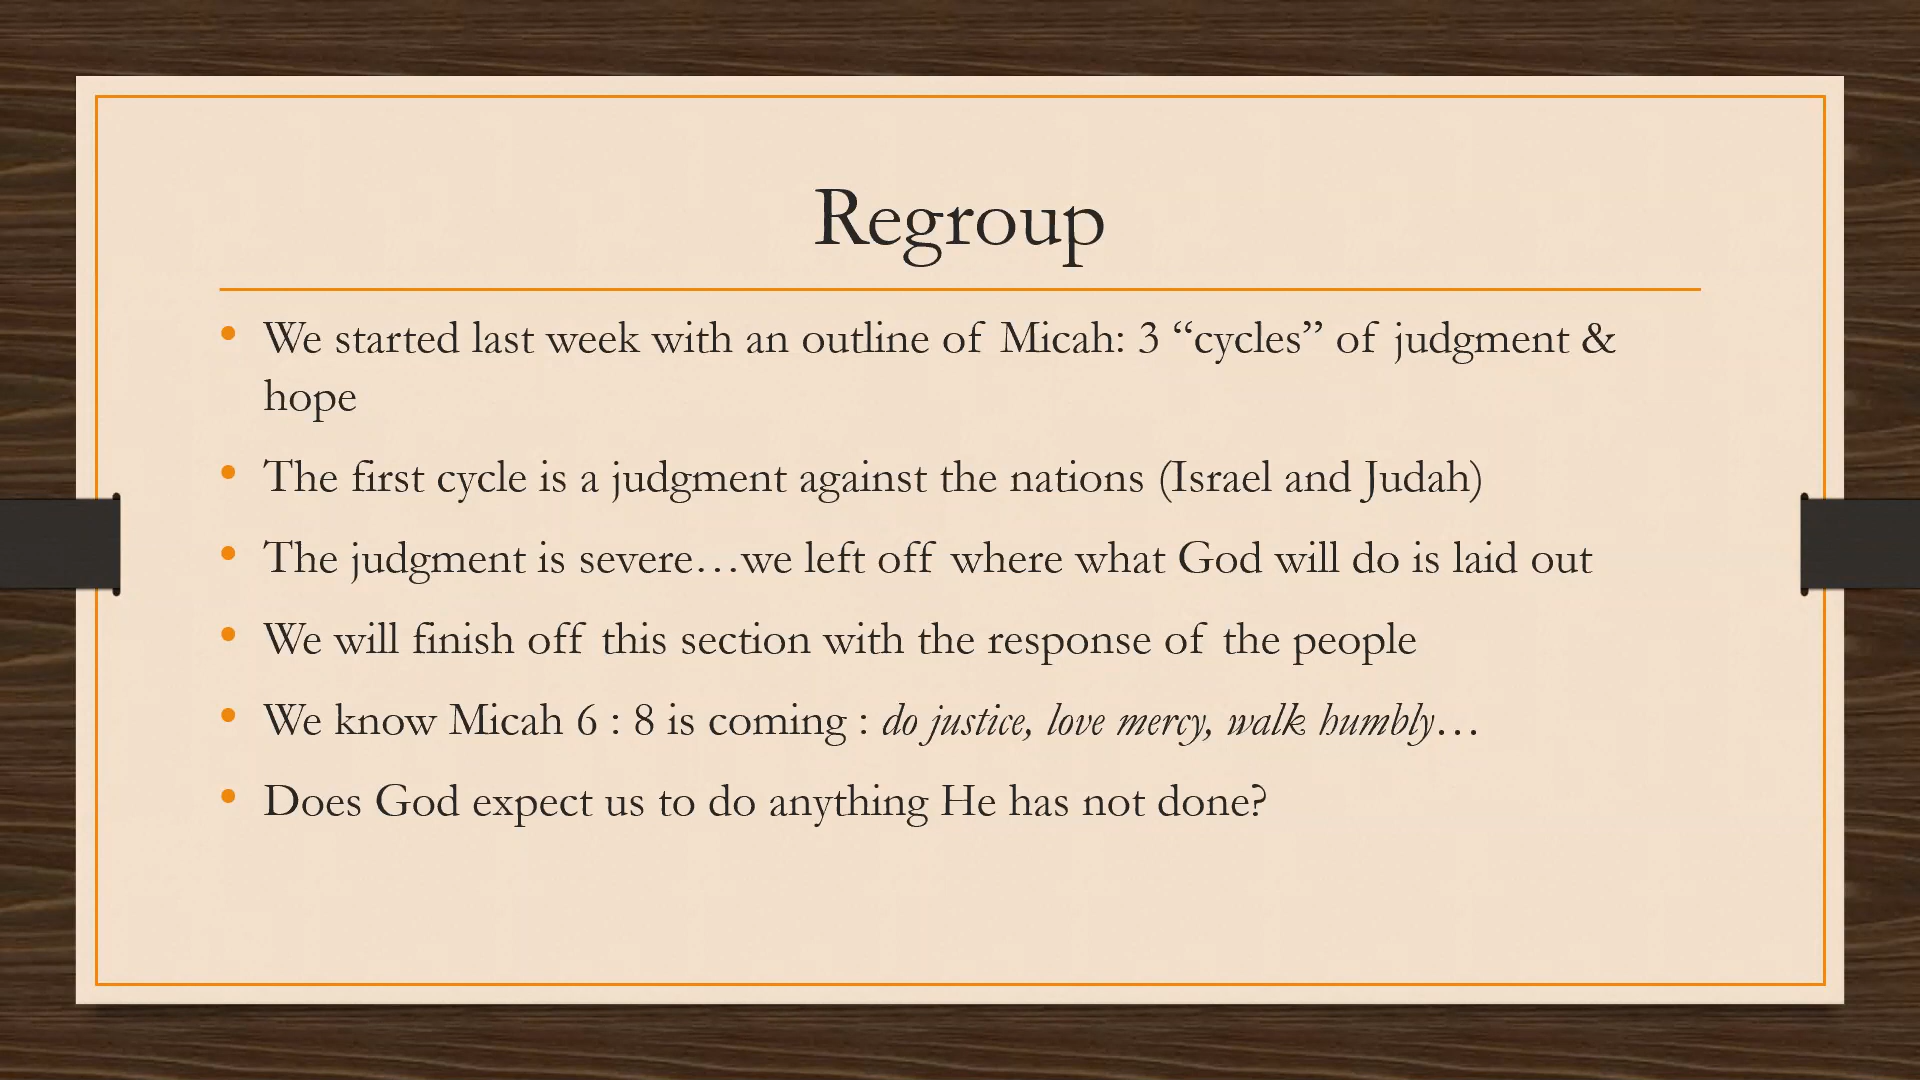 Regroup
• We started last week with an outline of Micah: 3 “cycles” of judgment &
hope
• The first cycle is a judgment against the nations (Israel and Judah)
• The judgment is severe…we left off where what God will do is laid out
• We will finish off this section with the response of the people
• We know Micah 6 : 8 is coming : do justice, love mercy, walk humbly…
• Does God expect us to do anything He has not done?